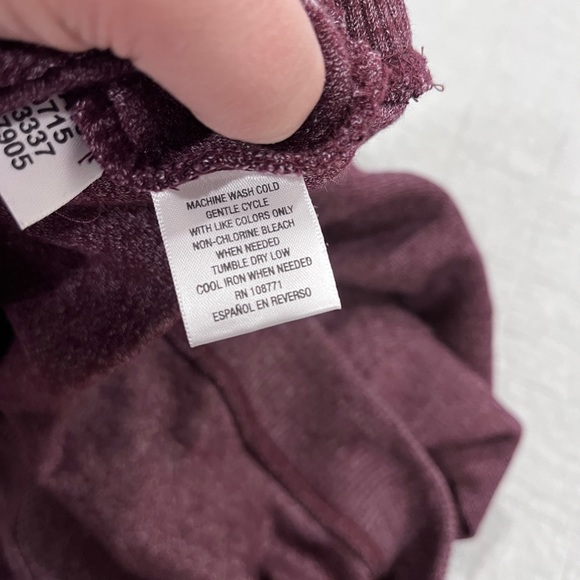 715
3337
7905
MACHINE WASH COLD
GENTLE CYCLE
WITH LIKE COLORS ONLY
NON-CHLORINE BLEACH
WHEN NEEDED
TUMBLE DRY LOW
COOL IRON WHEN NEEDED
RN 108771
ESPAÑOL EN REVERSO